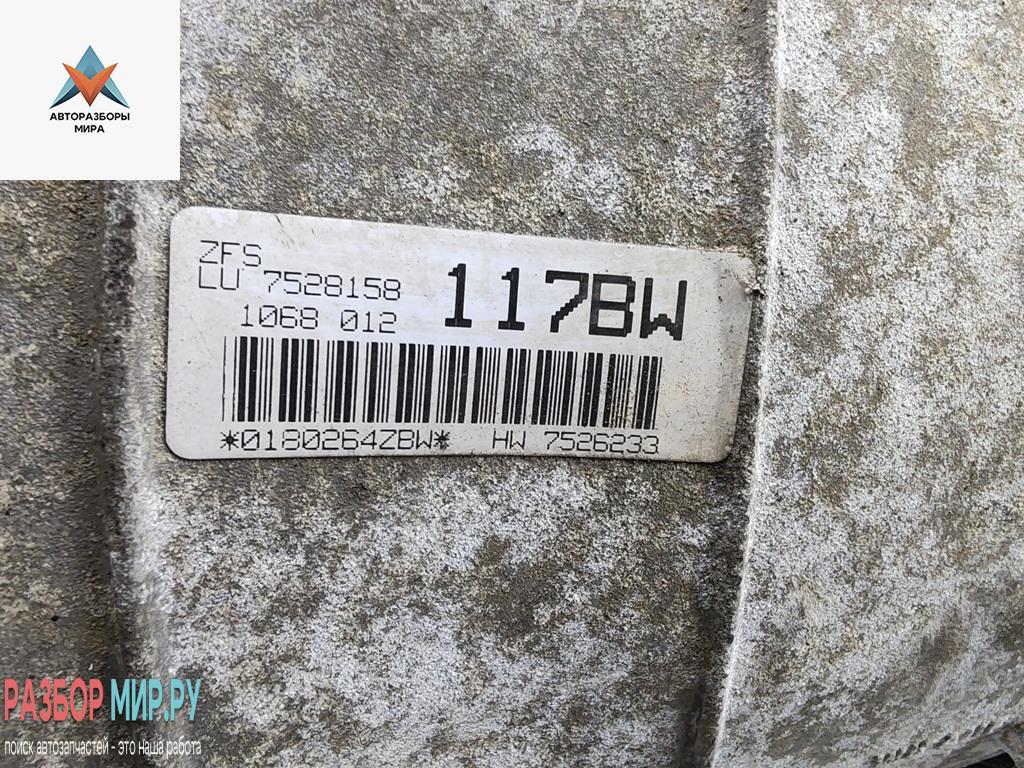 АВТОРАЗБОРЫ
МИРА
ZFS
LU 7528158
117BW
1068 012
*0180264ZBW*
HW 7526233
РАЗБОР МИР.РУ
поиск автозапчастей - это наша работа